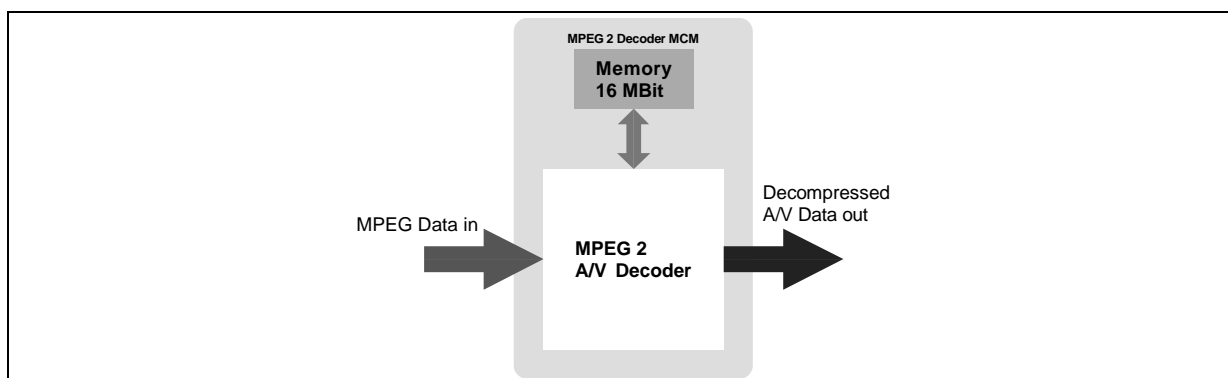 MPEG 2 Decoder MCM
Memory
16 MBit
MPEG Data in
Decompressed
A/V Data out
MPEG 2
A/V Decoder